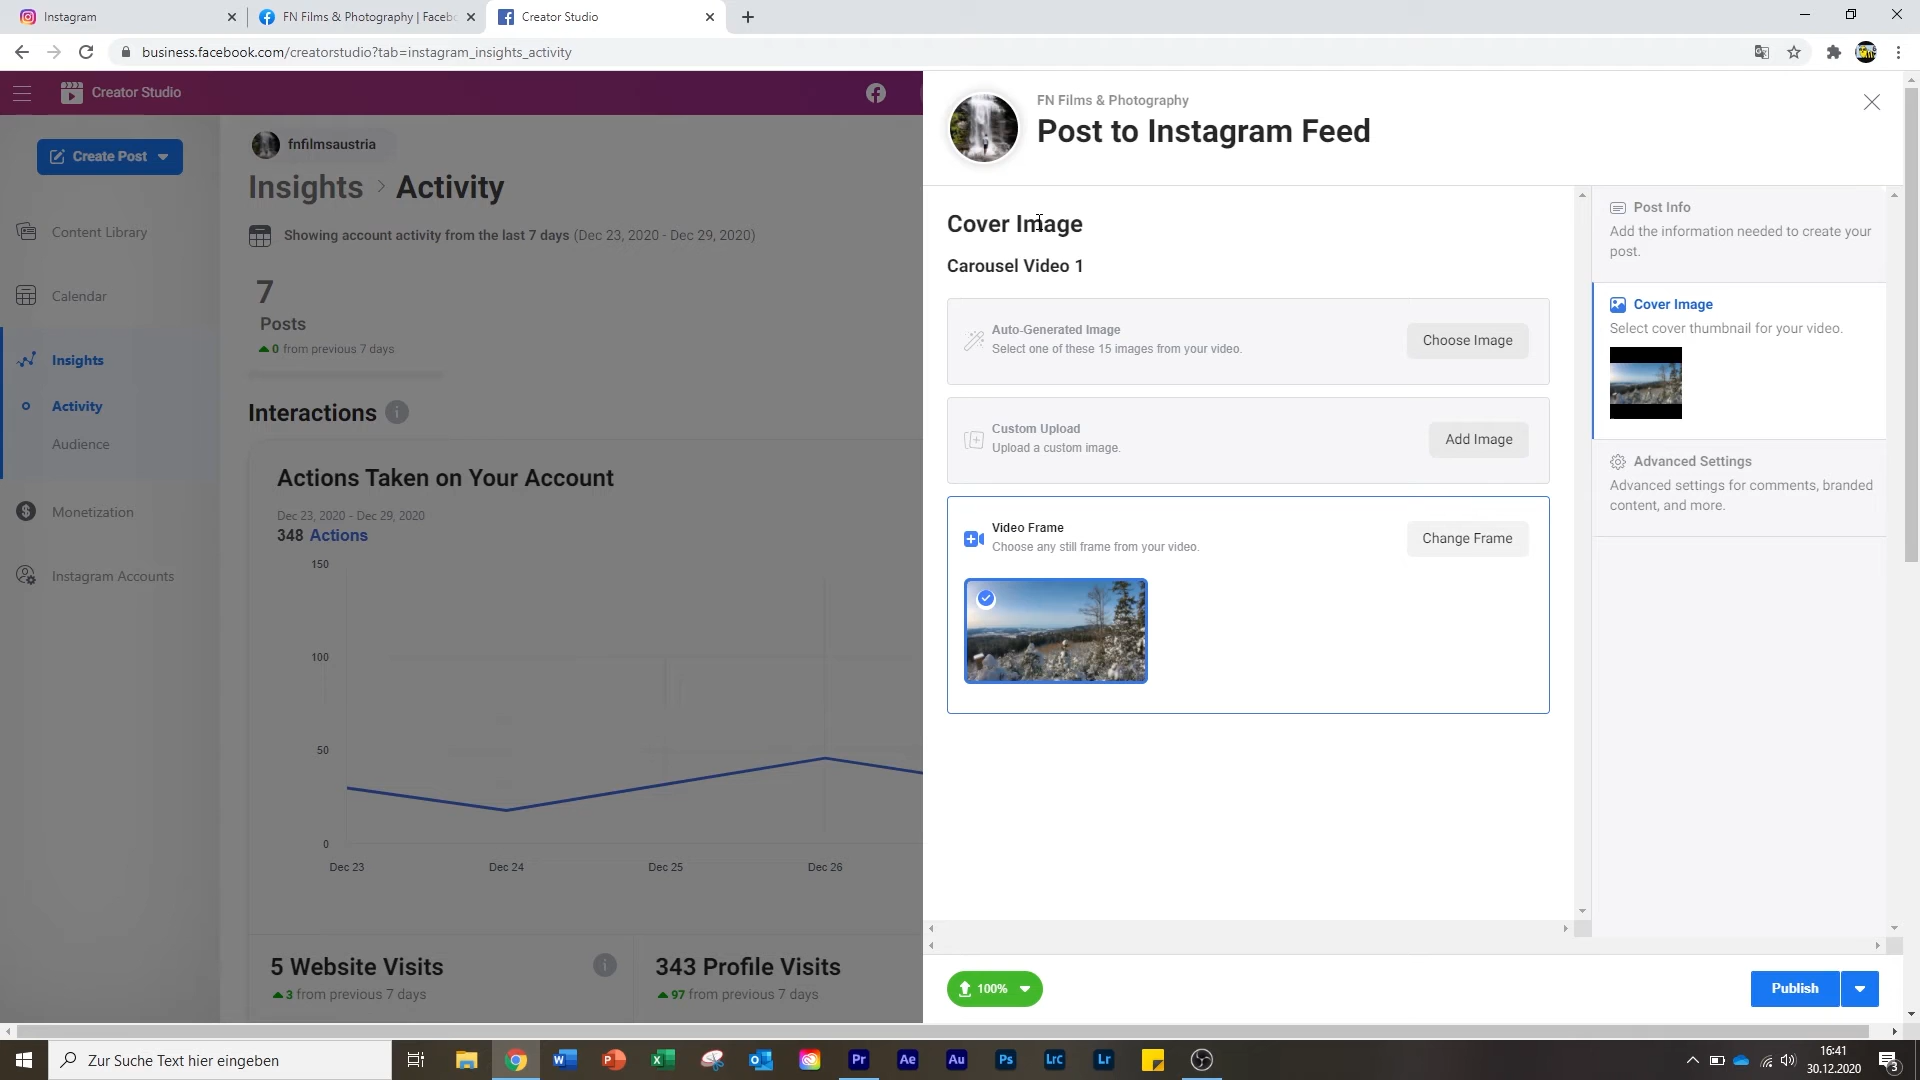 Instagram
FN Films & Photography | Facebo
Creator Studio
business.facebook.com/creatorstudio?tab=instagram_insights_activity
Creator Studio
Create Post
Content Library
Calendar
Insights
Activity
Audience
Monetization
Instagram Accounts
fnfilmsaustria
Insights > Activity
Showing account activity from the last 7 days (Dec 23, 2020 - Dec 29, 2020)
7
Posts
0 from previous 7 days
Interactions
Actions Taken on Your Account
Dec 23, 2020 - Dec 29, 2020
348 Actions
150
100
50
0
Dec 23
Dec 24
Dec 25
Dec 26
5 Website Visits
3 from previous 7 days
343 Profile Visits
97 from previous 7 days
FN Films & Photography
Post to Instagram Feed
Cover Image
Carousel Video 1
Auto-Generated Image
Select one of these 15 images from your video.
Choose Image
Custom Upload
Upload a custom image.
Add Image
Video Frame
Choose any still frame from your video.
Change Frame
Post Info
Add the information needed to create your
post.
Cover Image
Select cover thumbnail for your video.
Advanced Settings
Advanced settings for comments, branded
content, and more.
100%
Publish
Zur Suche Text hier eingeben
Pr
Ae
Au
Ps
LrC
Lr
16:41
30.12.2020
3